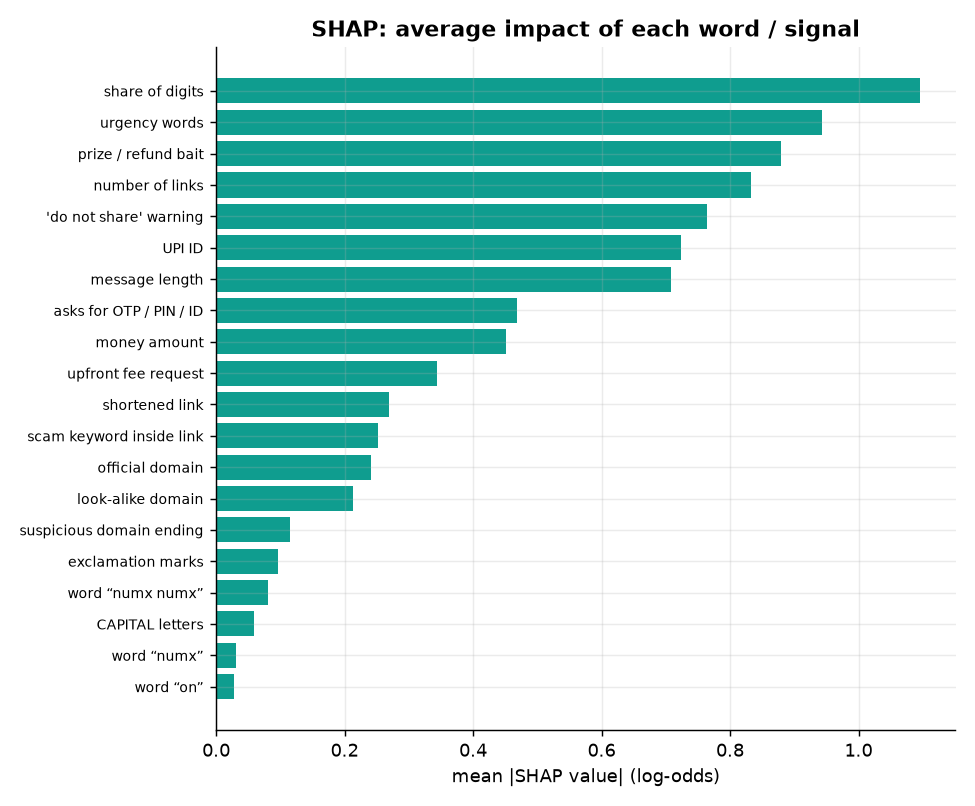 SHAP: average impact of each word / signal
share of digits
urgency words
prize / refund bait
number of links
'do not share' warning
UPI ID
message length
asks for OTP / PIN / ID
money amount
upfront fee request
shortened link
scam keyword inside link
official domain
look-alike domain
suspicious domain ending
exclamation marks
word “numx numx”
CAPITAL letters
word “numx”
word “on”
0.0 0.2 0.4 0.6 0.8 1.0
mean |SHAP value| (log-odds)